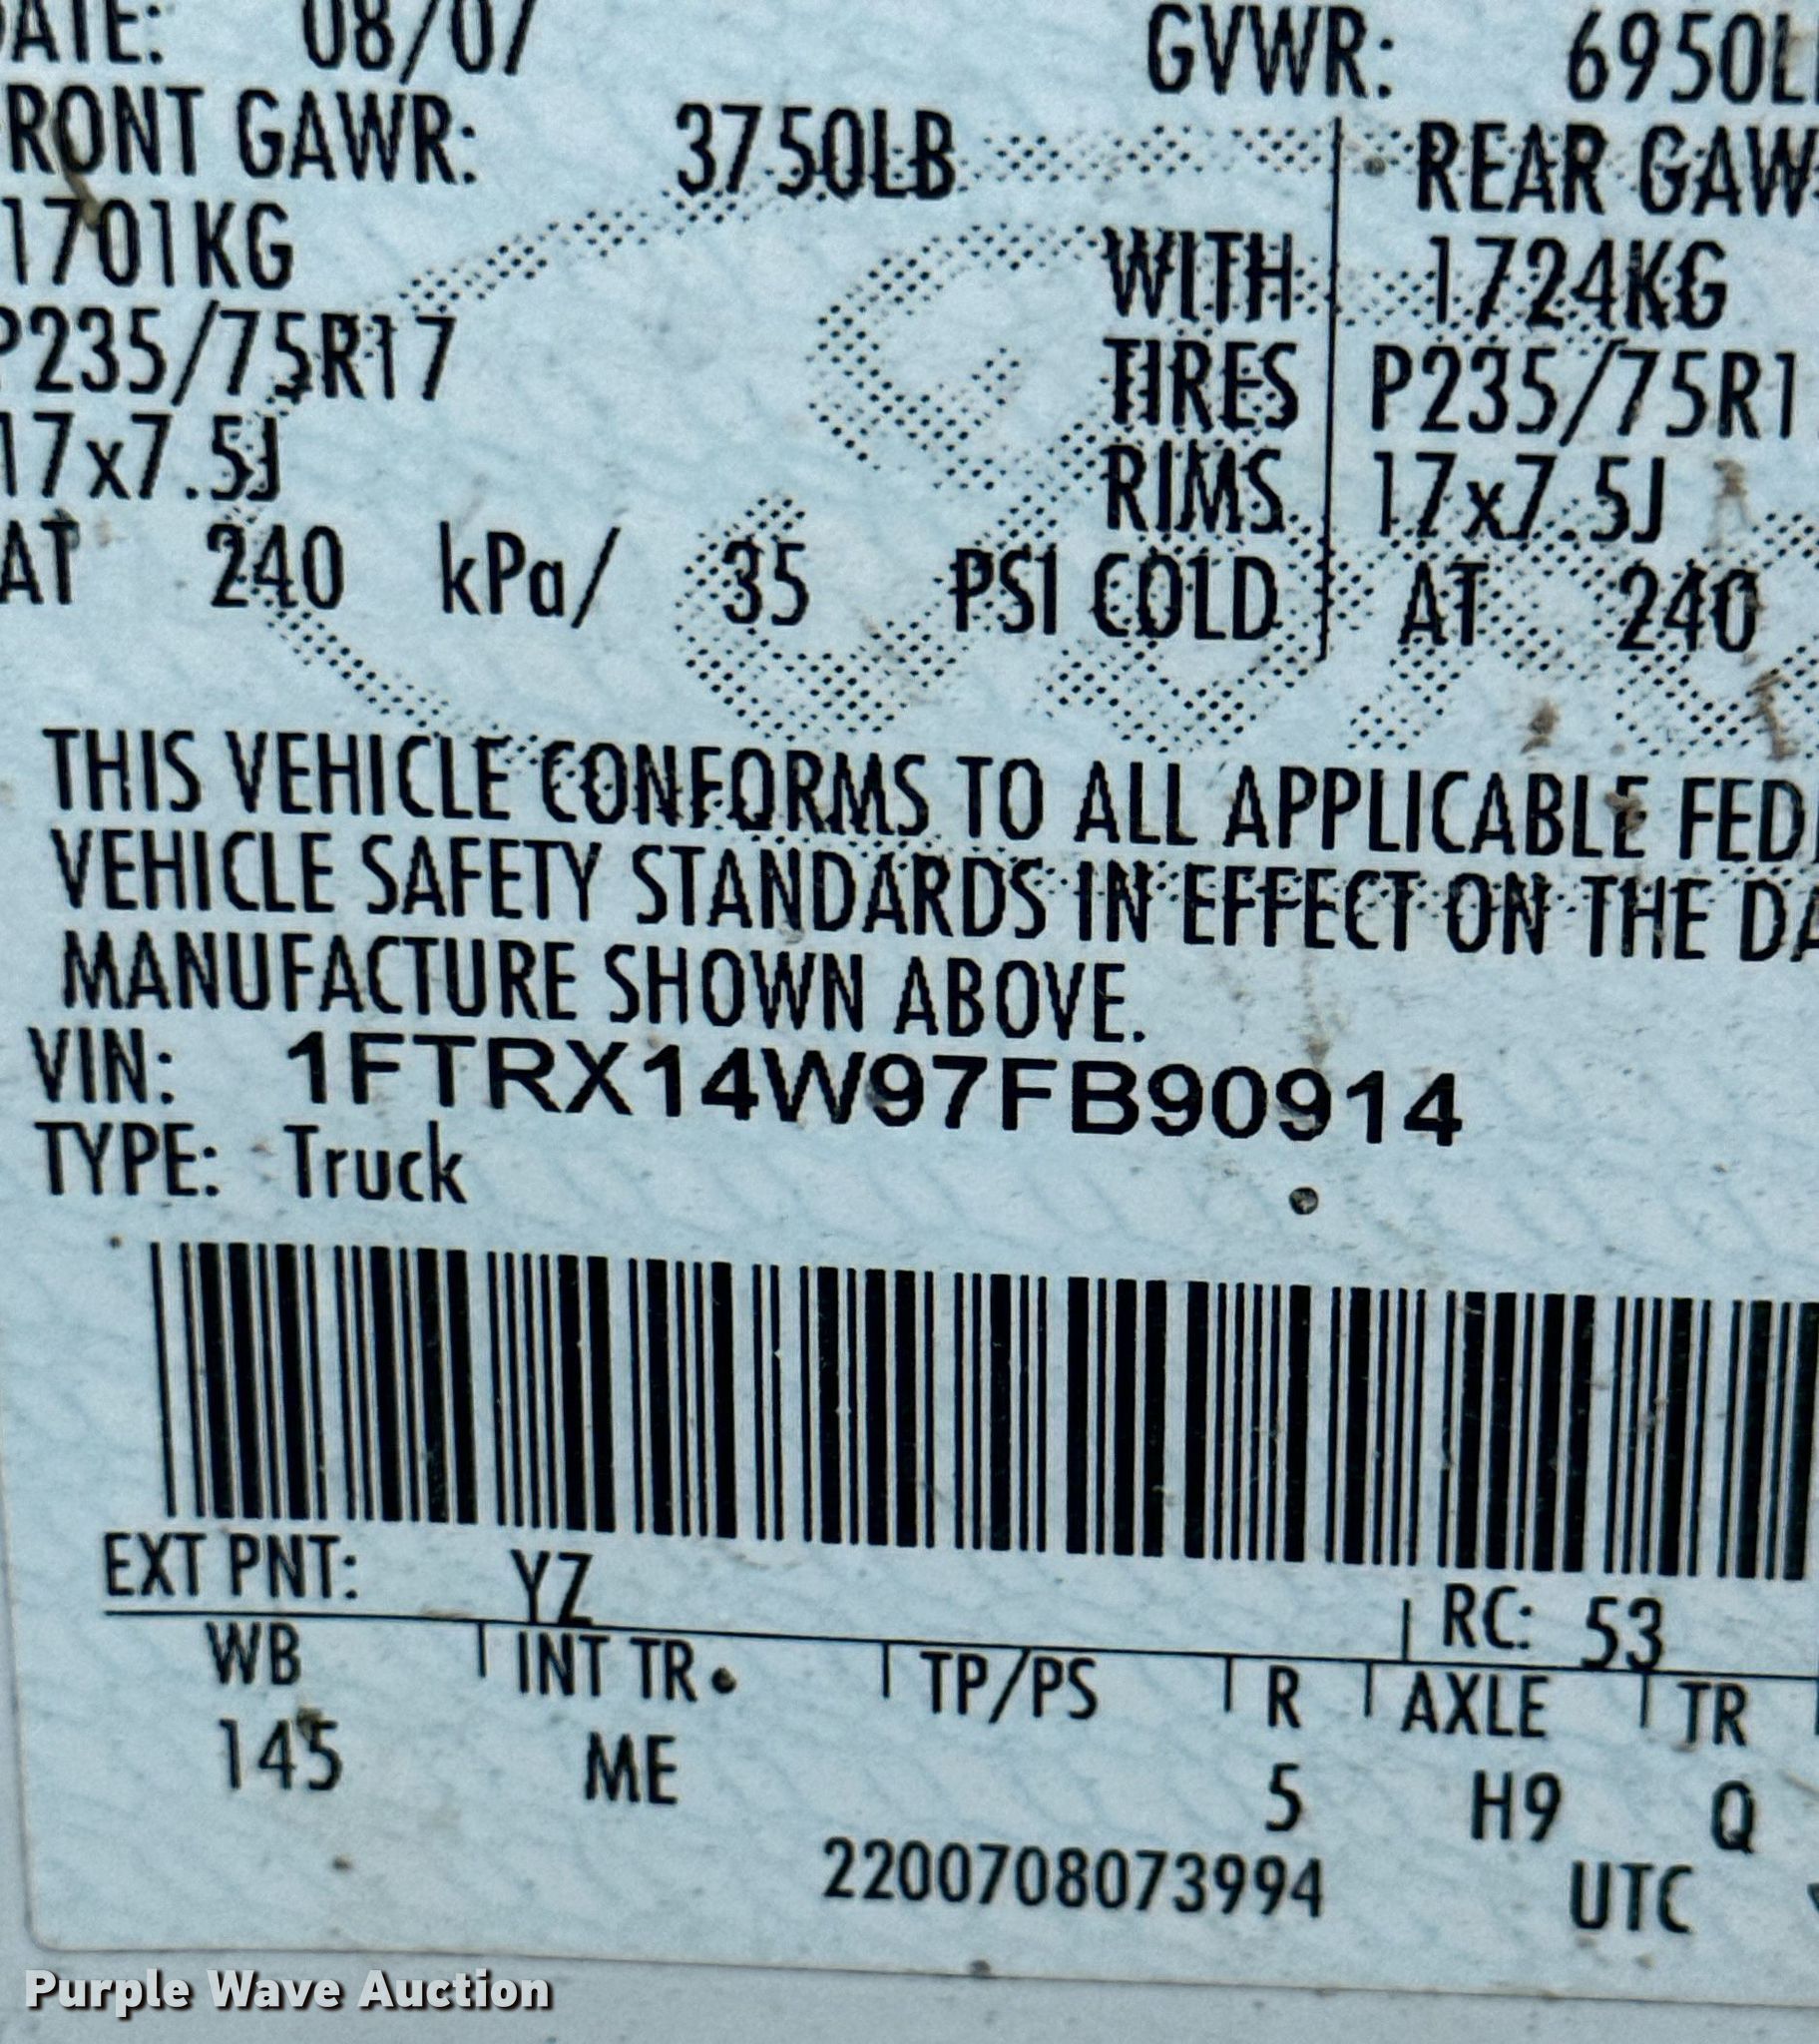 DATE: 08/07 GVWR: 6950L
FRONT GAWR: 3750LB REAR GAW
1701KG WITH 1724KG
P235/75R17 TIRES P235/75R1
17x7.5J RIMS 17x7.5J
AT 240 kPa/ 35 PSI COLD AT 240
THIS VEHICLE CONFORMS TO ALL APPLICABLE FED
VEHICLE SAFETY STANDARDS IN EFFECT ON THE DA
MANUFACTURE SHOWN ABOVE.
VIN: 1FTRX14W97FB90914
TYPE: Truck
EXT PNT: YZ RC: 53
WB INT TR TP/PS R AXLE TR
145 ME 5 H9 Q
2200708073994 UTC
Purple Wave Auction